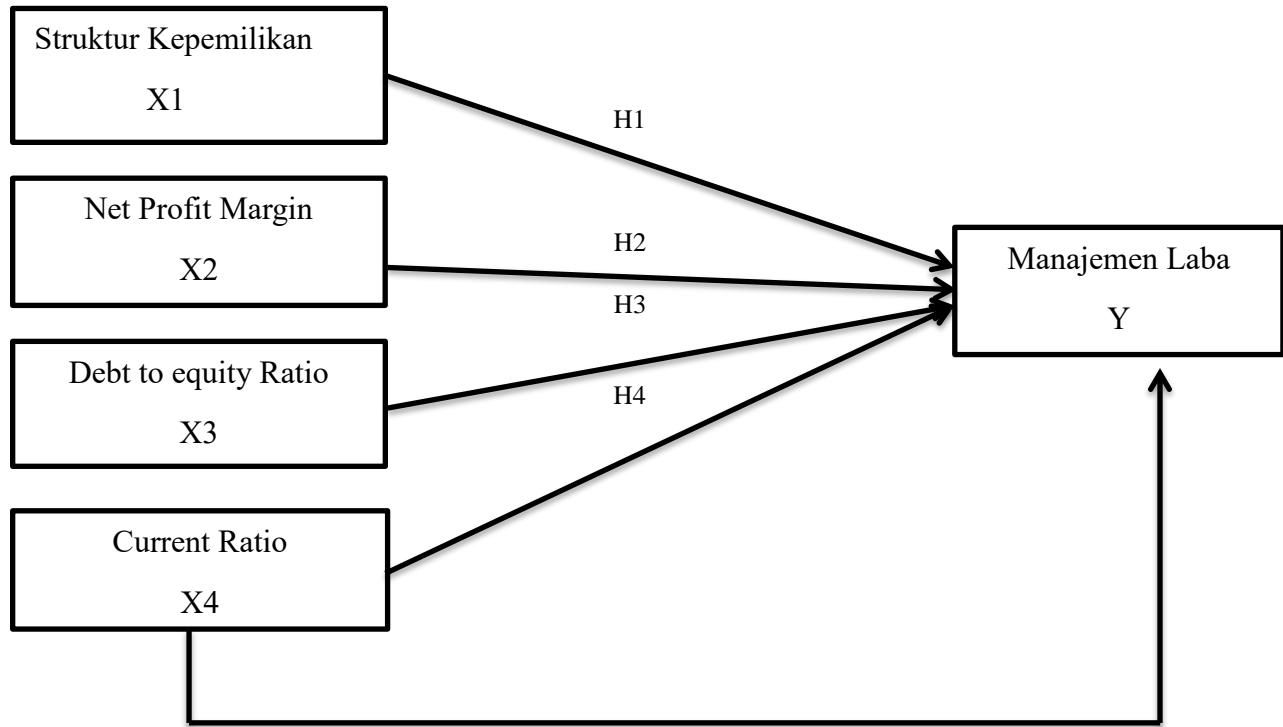 Struktur Kepemilikan
X1
H1
Net Profit Margin
X2
H2
Manajemen Laba
Y
H3
Debt to equity Ratio
X3
H4
Current Ratio
X4